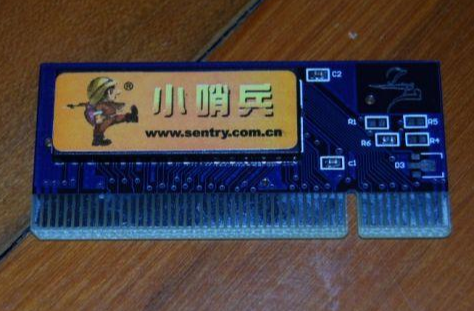 ® 小哨兵
www.sentry.com.cn
C2
R1
R5
R6
R4
C1
D3